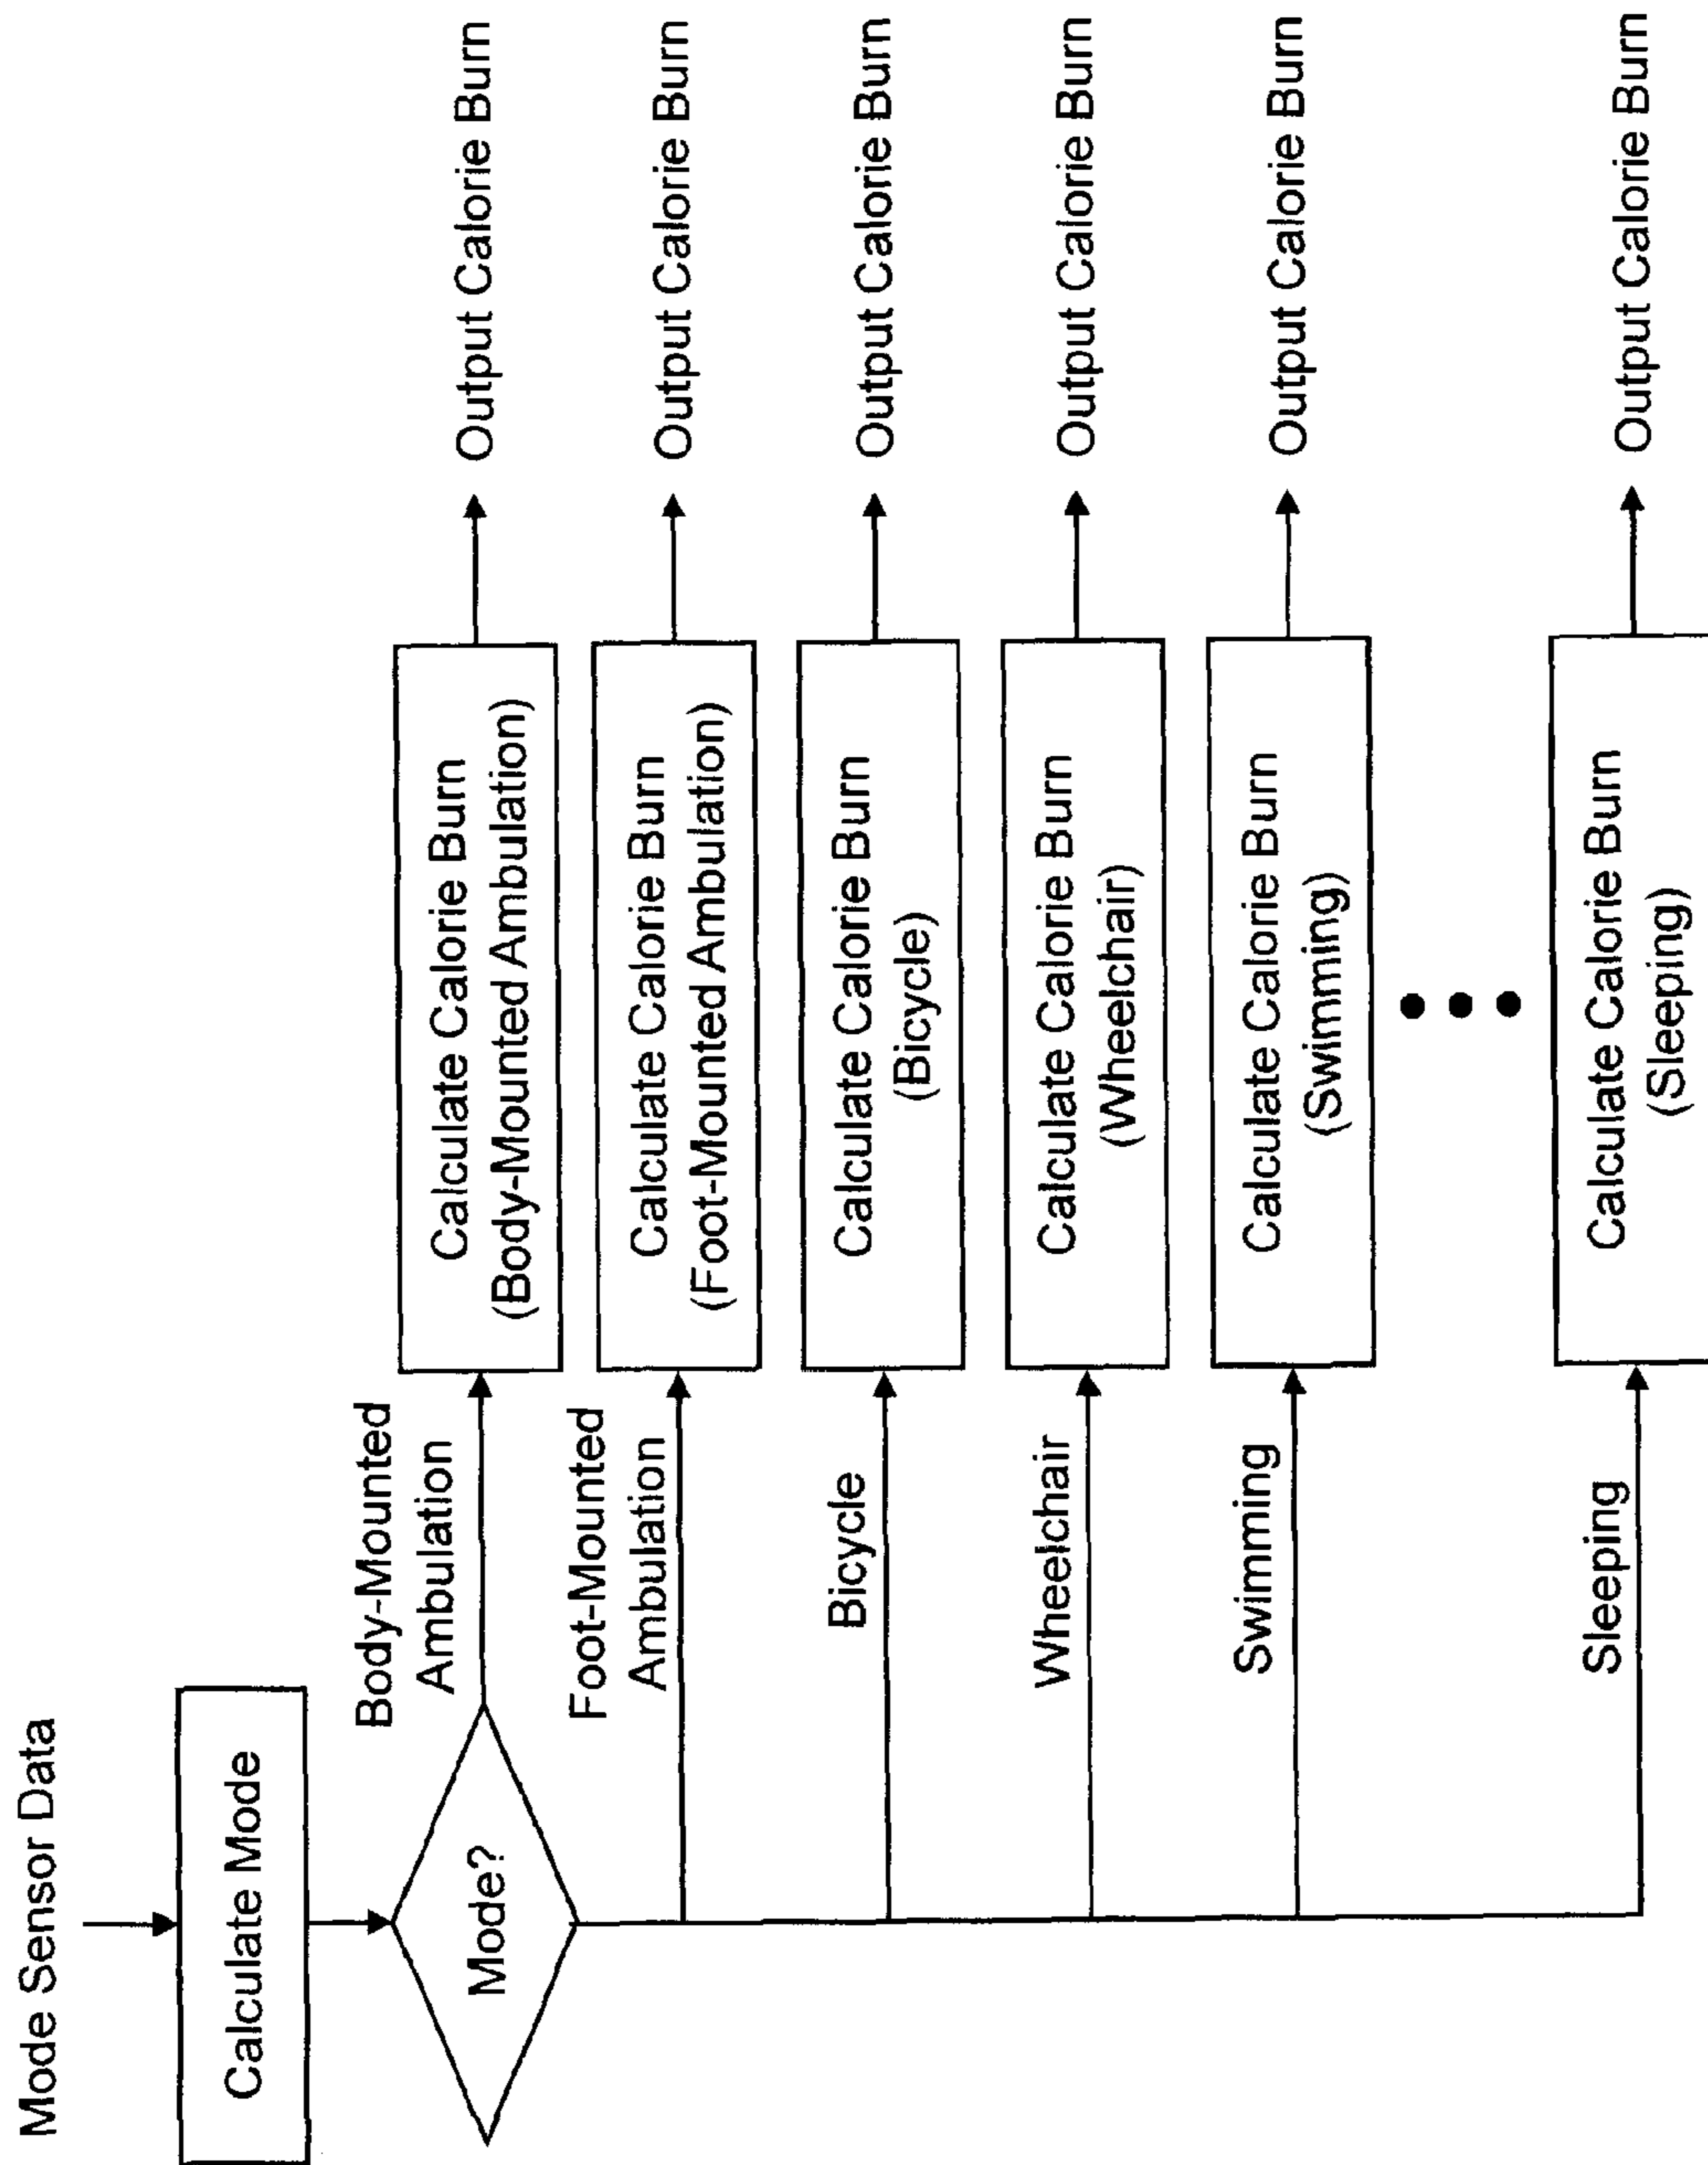 Mode Sensor Data
Calculate Mode
Mode?
Body-Mounted
Ambulation
Calculate Calorie Burn
(Body-Mounted Ambulation)
Output Calorie Burn
Foot-Mounted
Ambulation
Calculate Calorie Burn
(Foot-Mounted Ambulation)
Output Calorie Burn
Bicycle
Calculate Calorie Burn
(Bicycle)
Output Calorie Burn
Wheelchair
Calculate Calorie Burn
(Wheelchair)
Output Calorie Burn
Swimming
Calculate Calorie Burn
(Swimming)
Output Calorie Burn
Sleeping
Calculate Calorie Burn
(Sleeping)
Output Calorie Burn